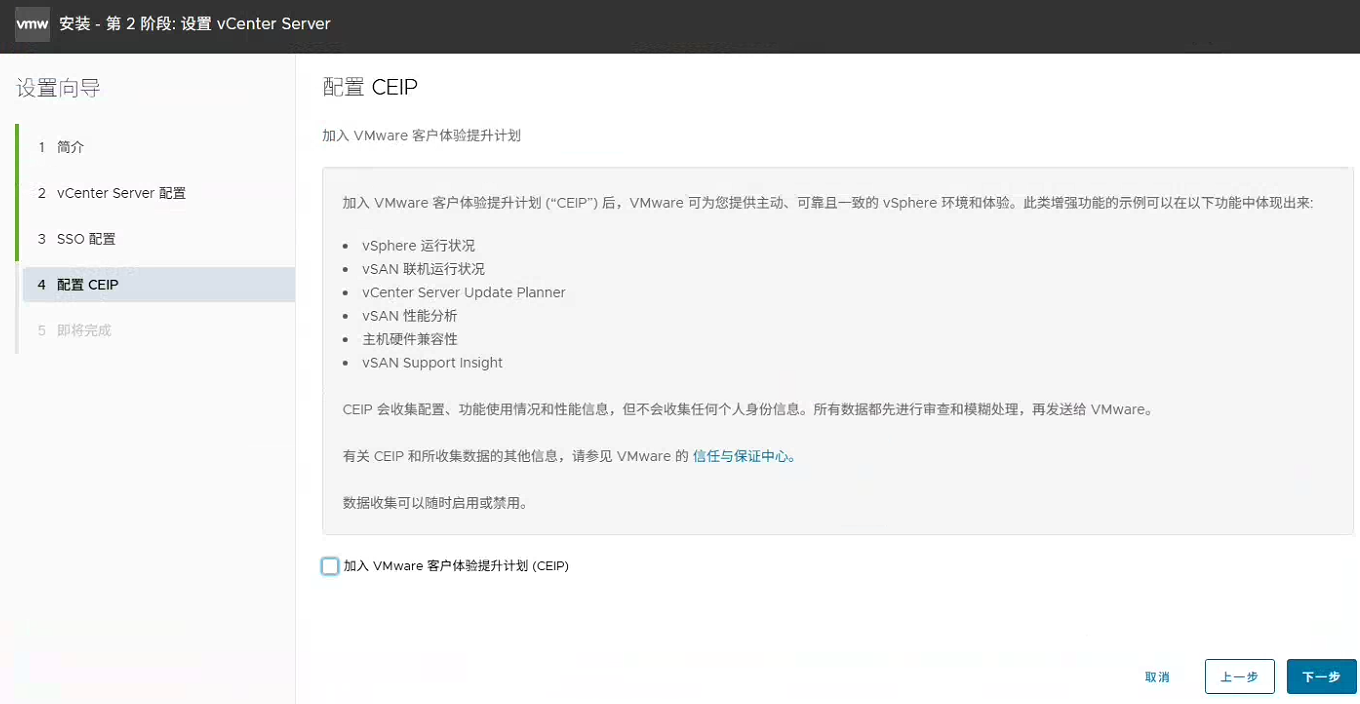 vmw 安装 - 第 2 阶段: 设置 vCenter Server
设置向导
1 简介
2 vCenter Server 配置
3 SSO 配置
4 配置 CEIP
5 即将完成
配置 CEIP
加入 VMware 客户体验提升计划
加入 VMware 客户体验提升计划 (“CEIP”) 后，VMware 可为您提供主动、可靠且一致的 vSphere 环境和体验。此类增强功能的示例可以在以下功能中体现出来:
• vSphere 运行状况
• vSAN 联机运行状况
• vCenter Server Update Planner
• vSAN 性能分析
• 主机硬件兼容性
• vSAN Support Insight
CEIP 会收集配置、功能使用情况和性能信息，但不会收集任何个人身份信息。所有数据都先进行审查和模糊处理，再发送给 VMware。
有关 CEIP 和所收集数据的其他信息，请参见 VMware 的 信任与保证中心。
数据收集可以随时启用或禁用。
加入 VMware 客户体验提升计划 (CEIP)
取消 上一步 下一步